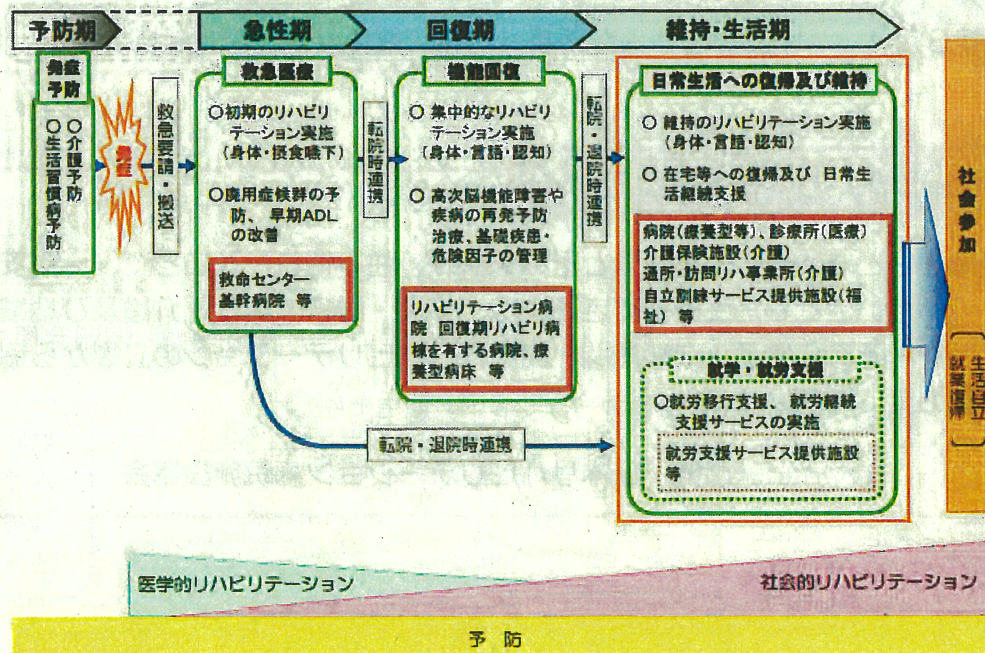 予防期
急性期
回復期
維持・生活期
発症
予防
○介護予防
○生活習慣病予防
発症
救急要請・搬送
救急医療
○初期のリハビリ
テーション実施
(身体・摂食嚥下)
○廃用症候群の予
防、早期ADL
の改善
救命センター
基幹病院 等
転院時連携
機能回復
○ 集中的なリハビリ
テーション実施
(身体・言語・認知)
○ 高次脳機能障害や
疾病の再発予防
治療、基礎疾患・
危険因子の管理
リハビリテーション病
院 回復期リハビリ病
棟を有する病院、療
養型病床 等
転院・退院時連携
日常生活への復帰及び維持
○ 維持のリハビリテーション実施
(身体・言語・認知)
○ 在宅等への復帰及び 日常生
活継続支援
病院(療養型等)、診療所(医療)
介護保険施設(介護)
通所・訪問リハ事業所(介護)
自立訓練サービス提供施設(福
祉) 等
就学・就労支援
○就労移行支援、就労継続
支援サービスの実施
就労支援サービス提供施設
等
転院・退院時連携
社会参加
生活自立
就業復帰
医学的リハビリテーション
社会的リハビリテーション
予 防